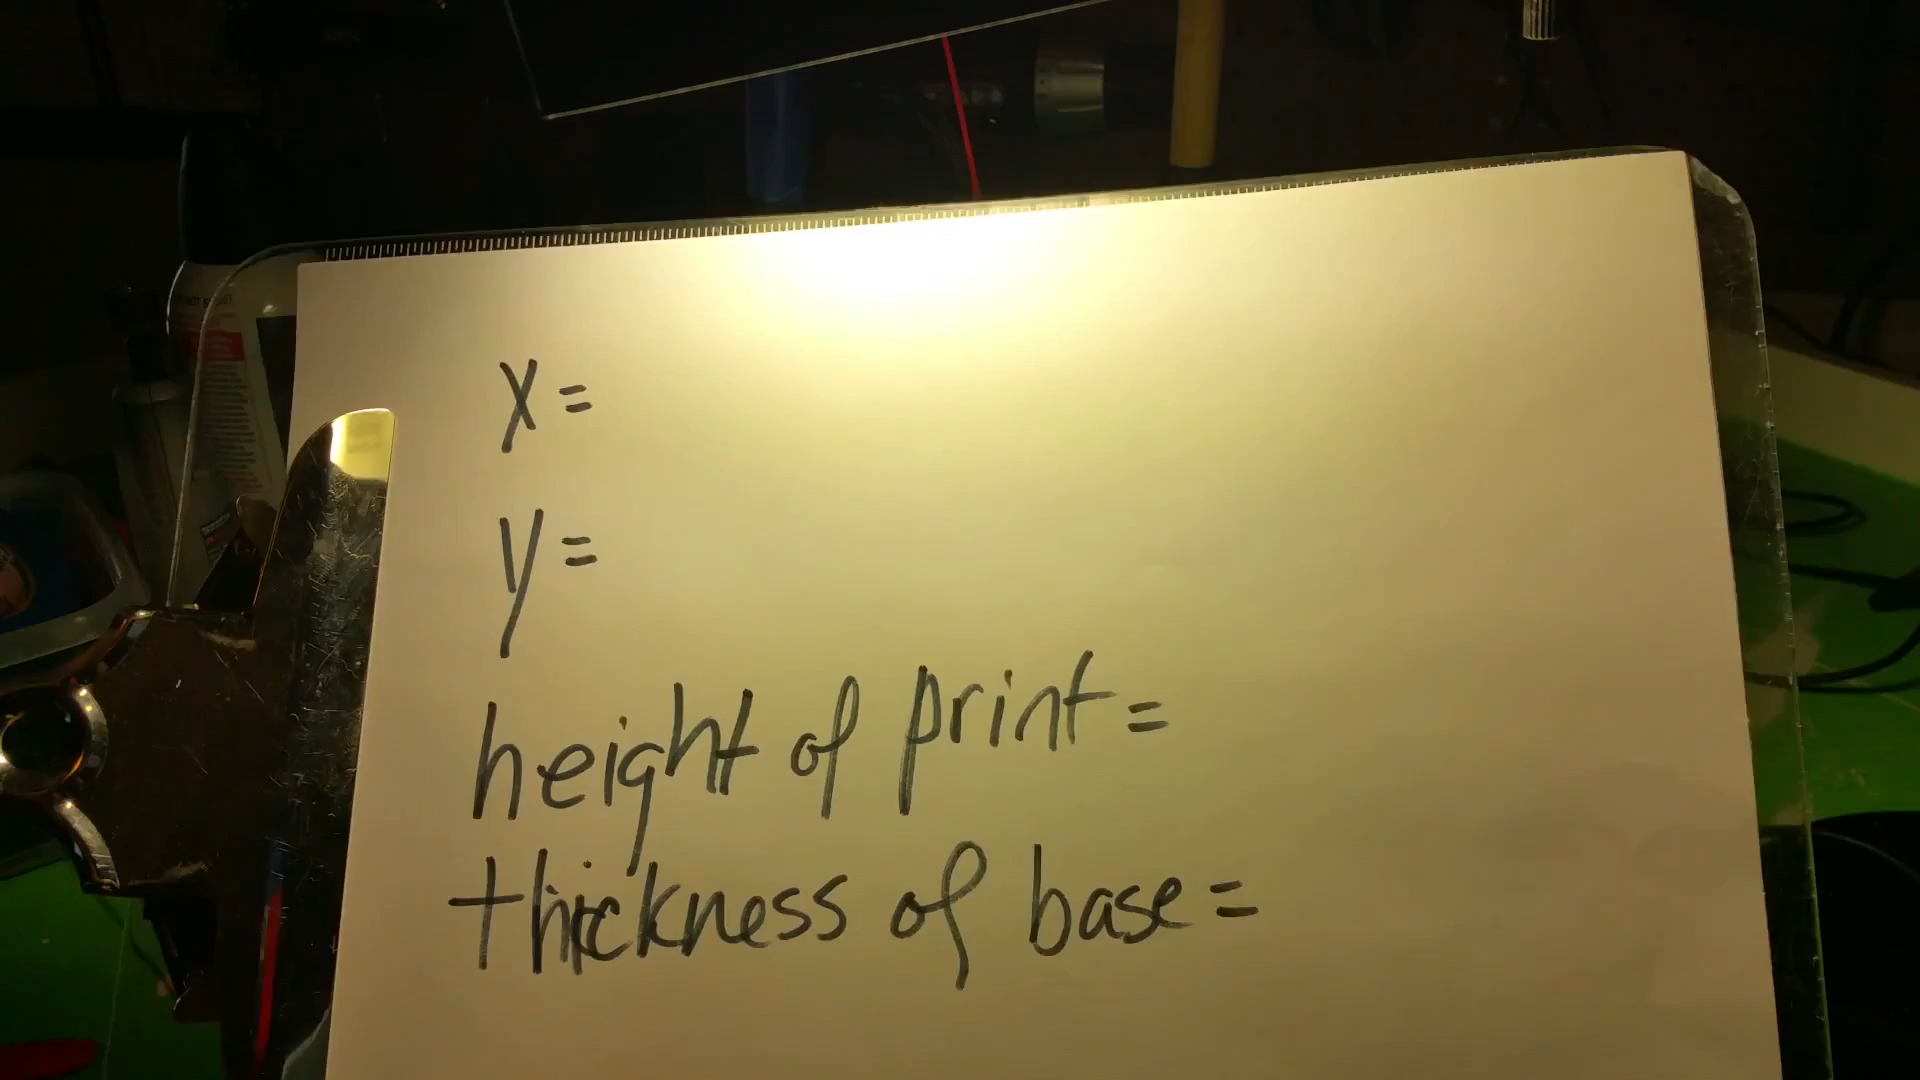 x=
y=
height of print=
thickness of base=